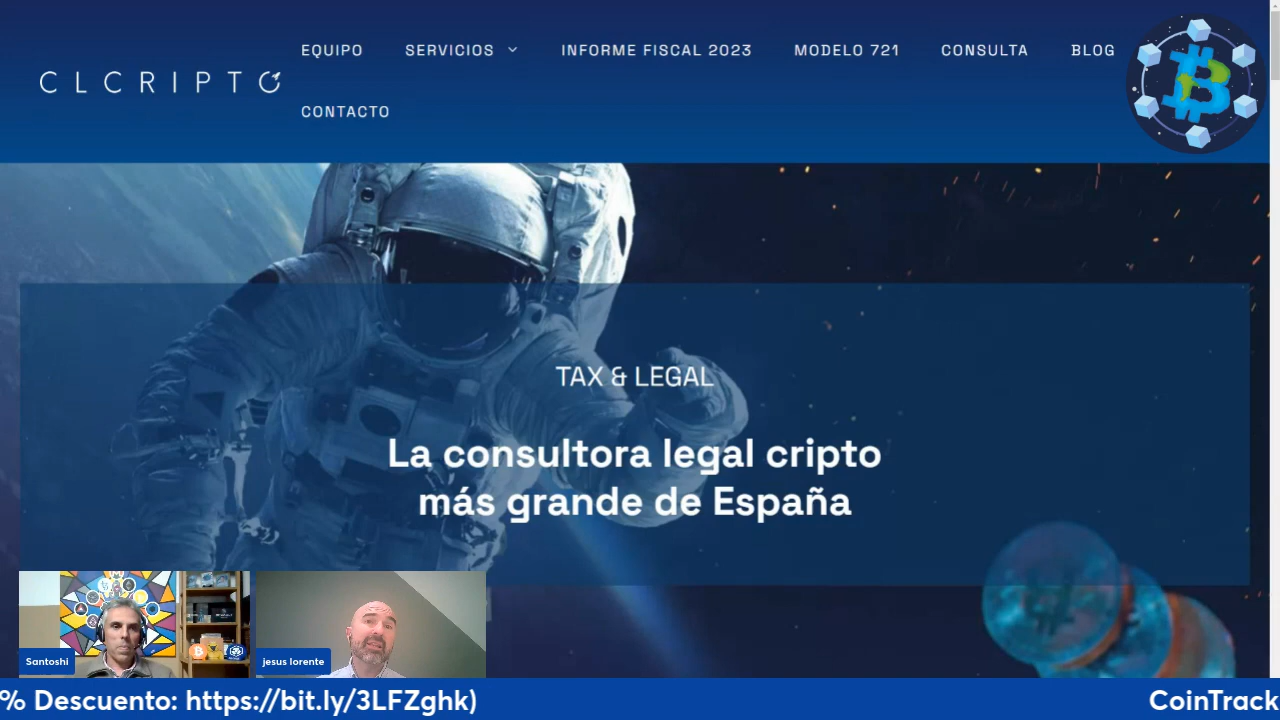 EQUIPO
SERVICIOS
INFORME FISCAL 2023
MODELO 721
CONSULTA
BLOG
CLCRIPTO
CONTACTO
TAX & LEGAL
La consultora legal cripto
más grande de España
Santoshi
jesus lorente
% Descuento: https://bit.ly/3LFZghk)
CoinTrack